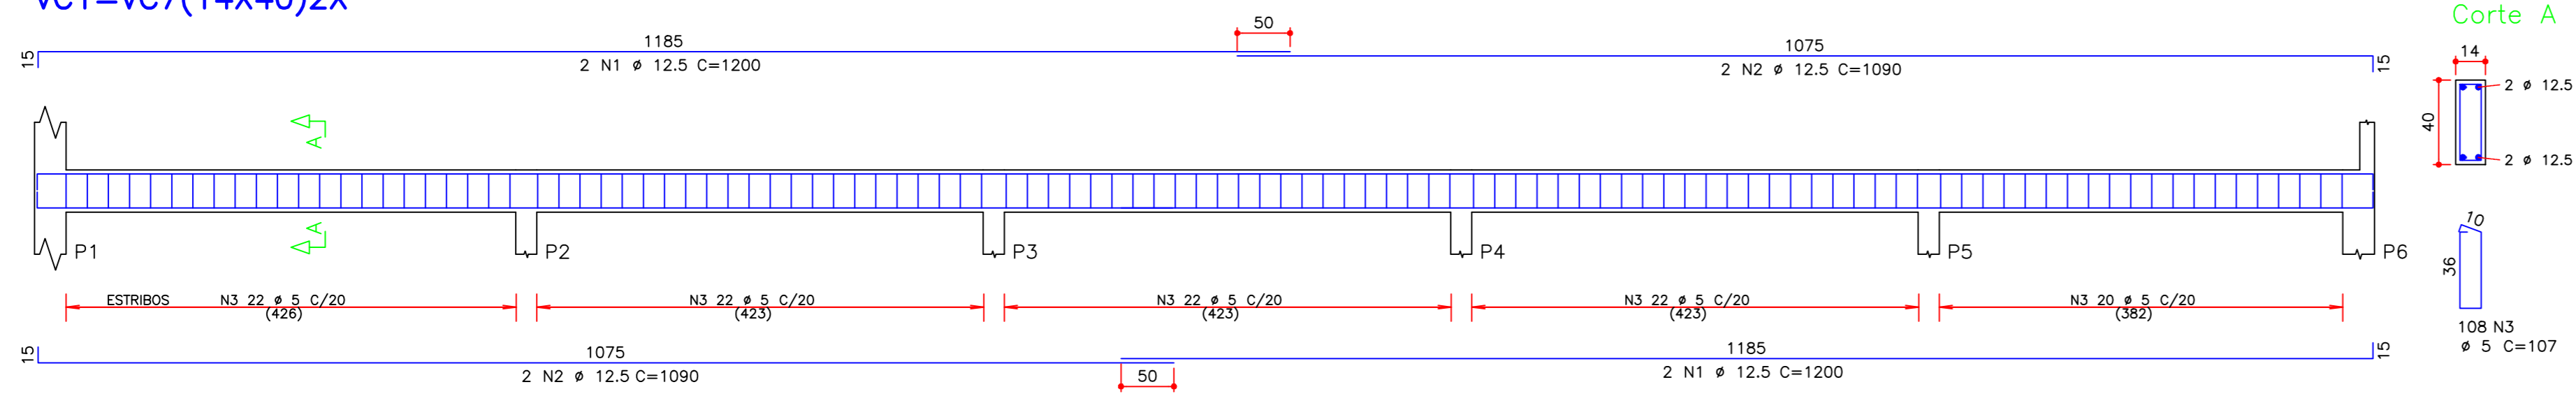 VC1=VC7(14X40)2X
Corte A
50
1185
1075
15
15
2 N1 ø 12.5 C=1200
2 N2 ø 12.5 C=1090
14
2 ø 12.5
40
2 ø 12.5
A
A
P1
P2
P3
P4
P5
P6
10
36
ESTRIBOS
N3 22 ø 5 C/20
(426)
N3 22 ø 5 C/20
(423)
N3 22 ø 5 C/20
(423)
N3 22 ø 5 C/20
(423)
N3 20 ø 5 C/20
(382)
108 N3
ø 5 C=107
15
1075
1185
15
2 N2 ø 12.5 C=1090
50
2 N1 ø 12.5 C=1200